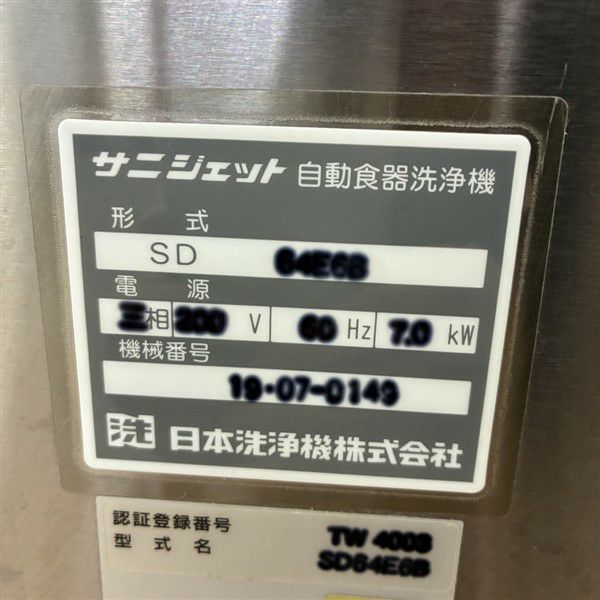 サニジェット 自動食器洗浄機
形 式
SD 64E6B
電 源
三相 200 V 60 Hz 7.0 kW
機械番号
19・07-0149
洗 日本洗浄機株式会社
認証登録番号 TW 4008
型 式 名 SD64E6B